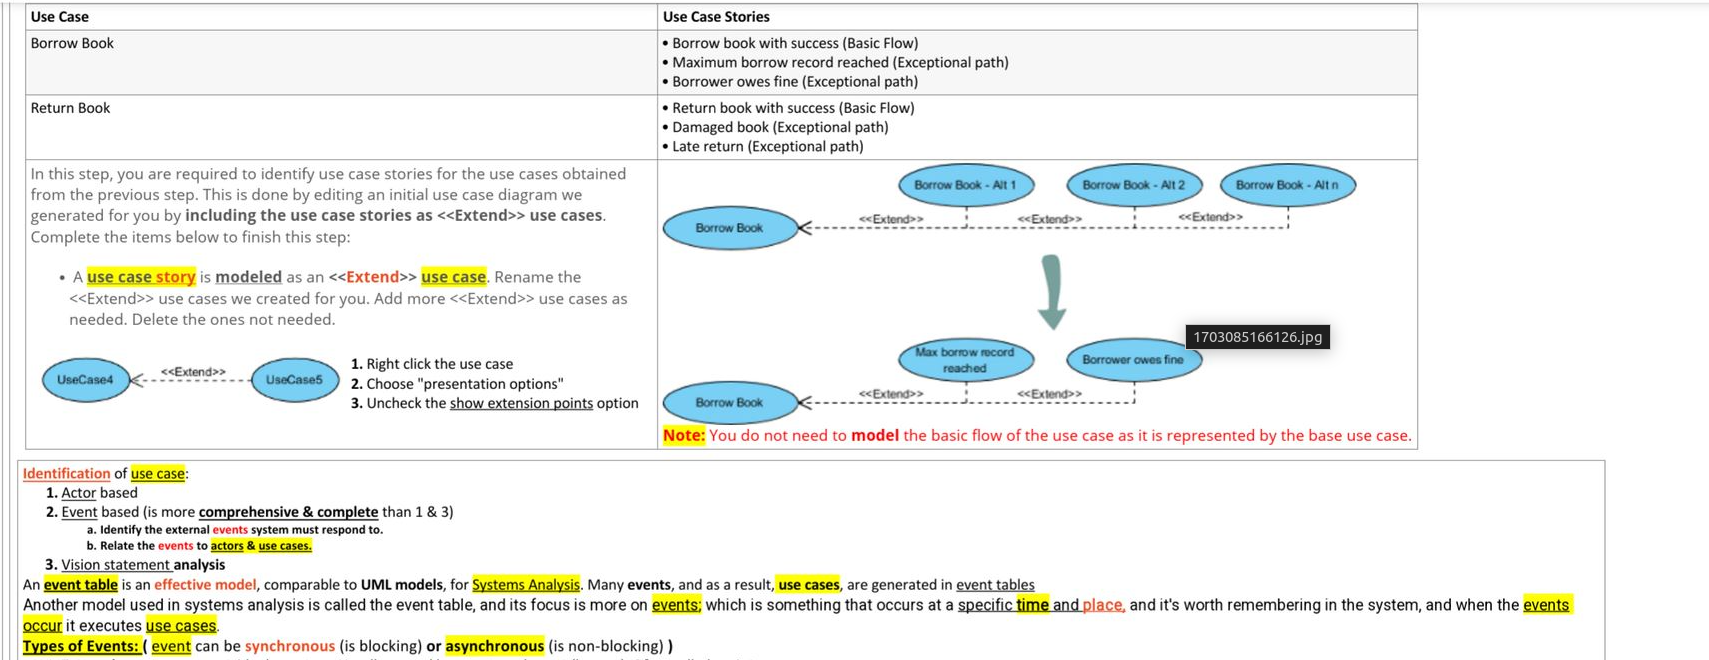 Use Case
Use Case Stories
Borrow Book
• Borrow book with success (Basic Flow)
• Maximum borrow record reached (Exceptional path)
• Borrower owes fine (Exceptional path)
Return Book
• Return book with success (Basic Flow)
• Damaged book (Exceptional path)
• Late return (Exceptional path)
In this step, you are required to identify use case stories for the use cases obtained
from the previous step. This is done by editing an initial use case diagram we
generated for you by including the use case stories as <<Extend>> use cases.
Complete the items below to finish this step:
• A use case story is modeled as an <<Extend>> use case. Rename the
<<Extend>> use cases we created for you. Add more <<Extend>> use cases as
needed. Delete the ones not needed.
UseCase4
<<Extend>>
UseCase5
1. Right click the use case
2. Choose "presentation options"
3. Uncheck the show extension points option
Borrow Book - Alt 1
Borrow Book - Alt 2
Borrow Book - Alt n
<<Extend>>
<<Extend>>
<<Extend>>
Borrow Book
1703085166126.jpg
Max borrow record
reached
Borrower owes fine
<<Extend>>
<<Extend>>
Borrow Book
Note: You do not need to model the basic flow of the use case as it is represented by the base use case.
Identification of use case:
1. Actor based
2. Event based (is more comprehensive & complete than 1 & 3)
a. Identify the external events system must respond to.
b. Relate the events to actors & use cases.
3. Vision statement analysis
An event table is an effective model, comparable to UML models, for Systems Analysis. Many events, and as a result, use cases, are generated in event tables
Another model used in systems analysis is called the event table, and its focus is more on events; which is something that occurs at a specific time and place, and it's worth remembering in the system, and when the events
occur it executes use cases.
Types of Events: ( event can be synchronous (is blocking) or asynchronous (is non-blocking) )